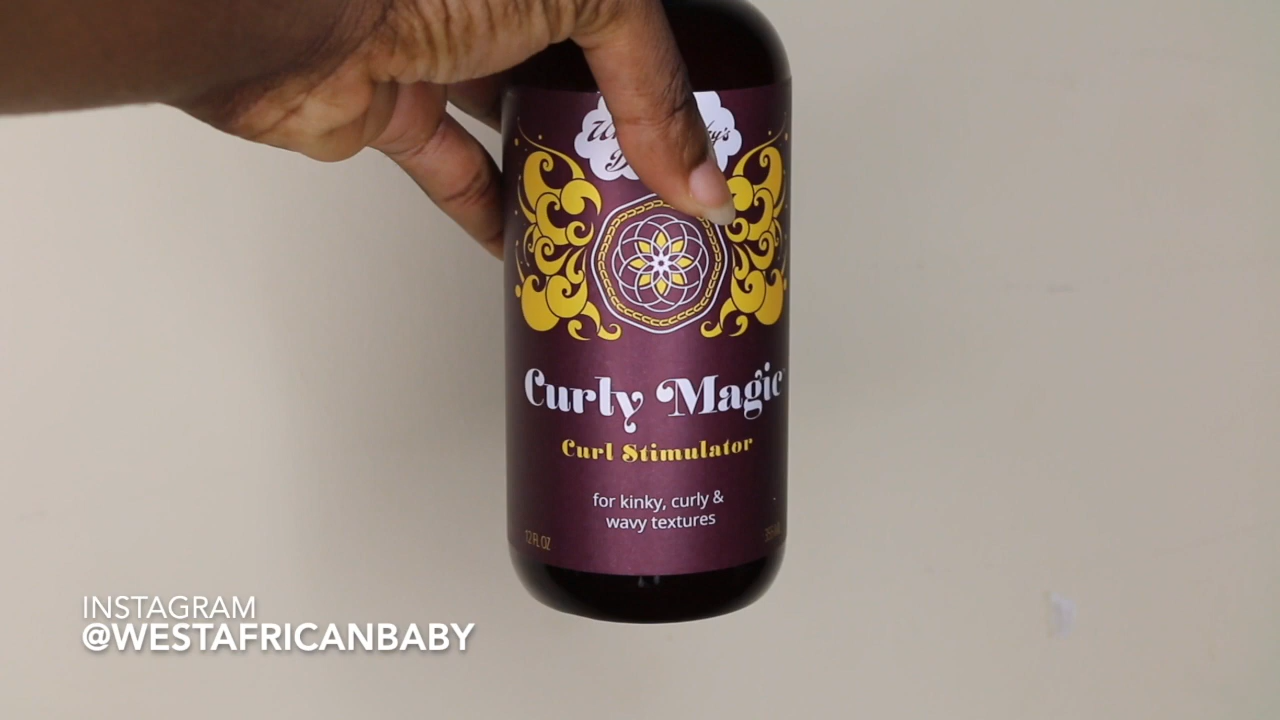 Curly Magic
Curl Stimulator
for kinky, curly &
wavy textures
12 FL OZ
INSTAGRAM
@WESTAFRICANBABY